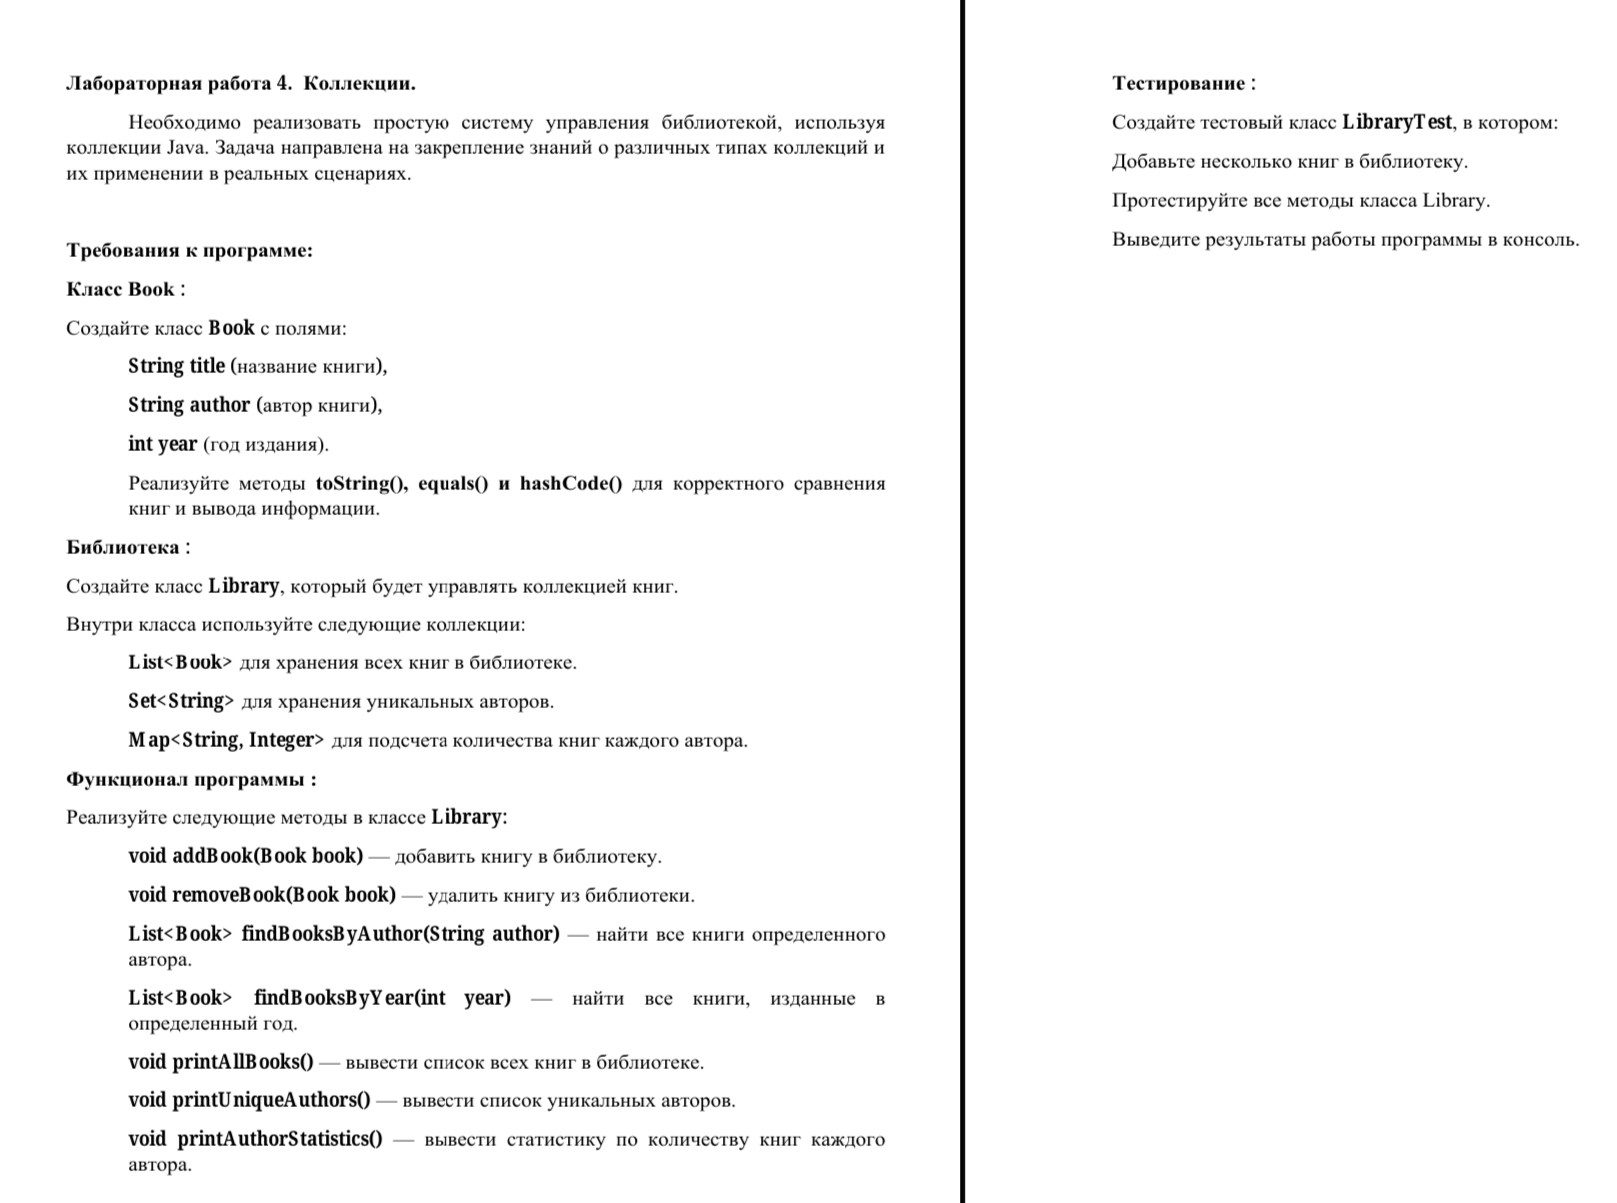 Лабораторная работа 4. Коллекции.
Необходимо реализовать простую систему управления библиотекой, используя
коллекции Java. Задача направлена на закрепление знаний о различных типах коллекций и
их применении в реальных сценариях.
Требования к программе:
Класс Book :
Создайте класс Book с полями:
String title (название книги),
String author (автор книги),
int year (год издания).
Реализуйте методы toString(), equals() и hashCode() для корректного сравнения
книг и вывода информации.
Библиотека :
Создайте класс Library, который будет управлять коллекцией книг.
Внутри класса используйте следующие коллекции:
List<Book> для хранения всех книг в библиотеке.
Set<String> для хранения уникальных авторов.
Map<String, Integer> для подсчета количества книг каждого автора.
Функционал программы :
Реализуйте следующие методы в классе Library:
void addBook(Book book) — добавить книгу в библиотеку.
void removeBook(Book book) — удалить книгу из библиотеки.
List<Book> findBooksByAuthor(String author) — найти все книги определенного
автора.
List<Book> findBooksByYear(int year) — найти все книги, изданные в
определенный год.
void printAllBooks() — вывести список всех книг в библиотеке.
void printUniqueAuthors() — вывести список уникальных авторов.
void printAuthorStatistics() — вывести статистику по количеству книг каждого
автора.
Тестирование :
Создайте тестовый класс LibraryTest, в котором:
Добавьте несколько книг в библиотеку.
Протестируйте все методы класса Library.
Выведите результаты работы программы в консоль.